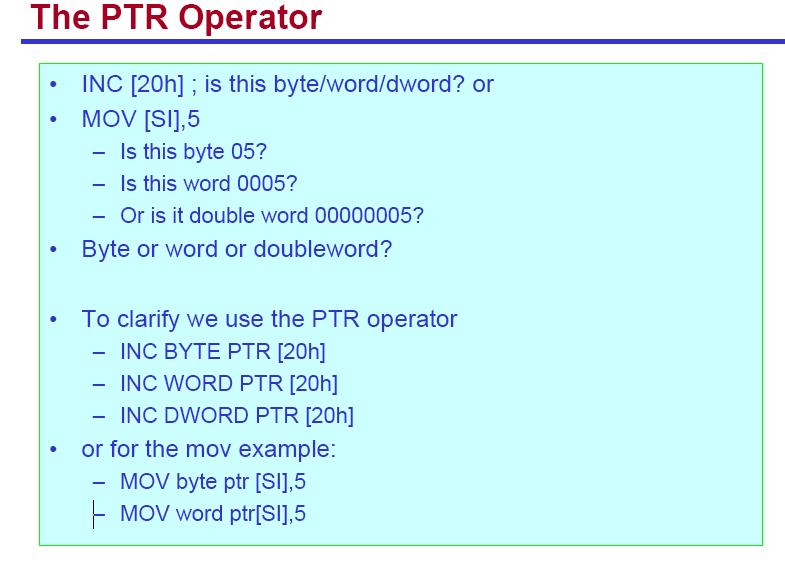 The PTR Operator
• INC [20h] ; is this byte/word/dword? or
• MOV [SI],5
– Is this byte 05?
– Is this word 0005?
– Or is it double word 00000005?
• Byte or word or doubleword?
• To clarify we use the PTR operator
– INC BYTE PTR [20h]
– INC WORD PTR [20h]
– INC DWORD PTR [20h]
• or for the mov example:
– MOV byte ptr [SI],5
– MOV word ptr[SI],5